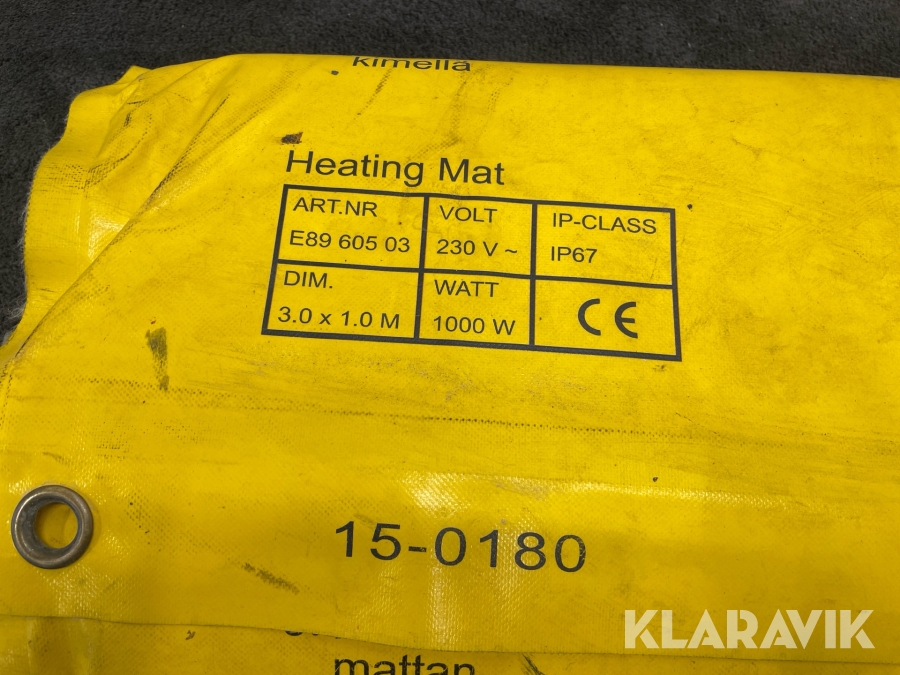 Heating Mat
ART.NR
E89 605 03
VOLT
230 V ~
IP-CLASS
IP67
DIM.
3.0 x 1.0 M
WATT
1000 W
CE
15-0180
mattan
KLARAVIK